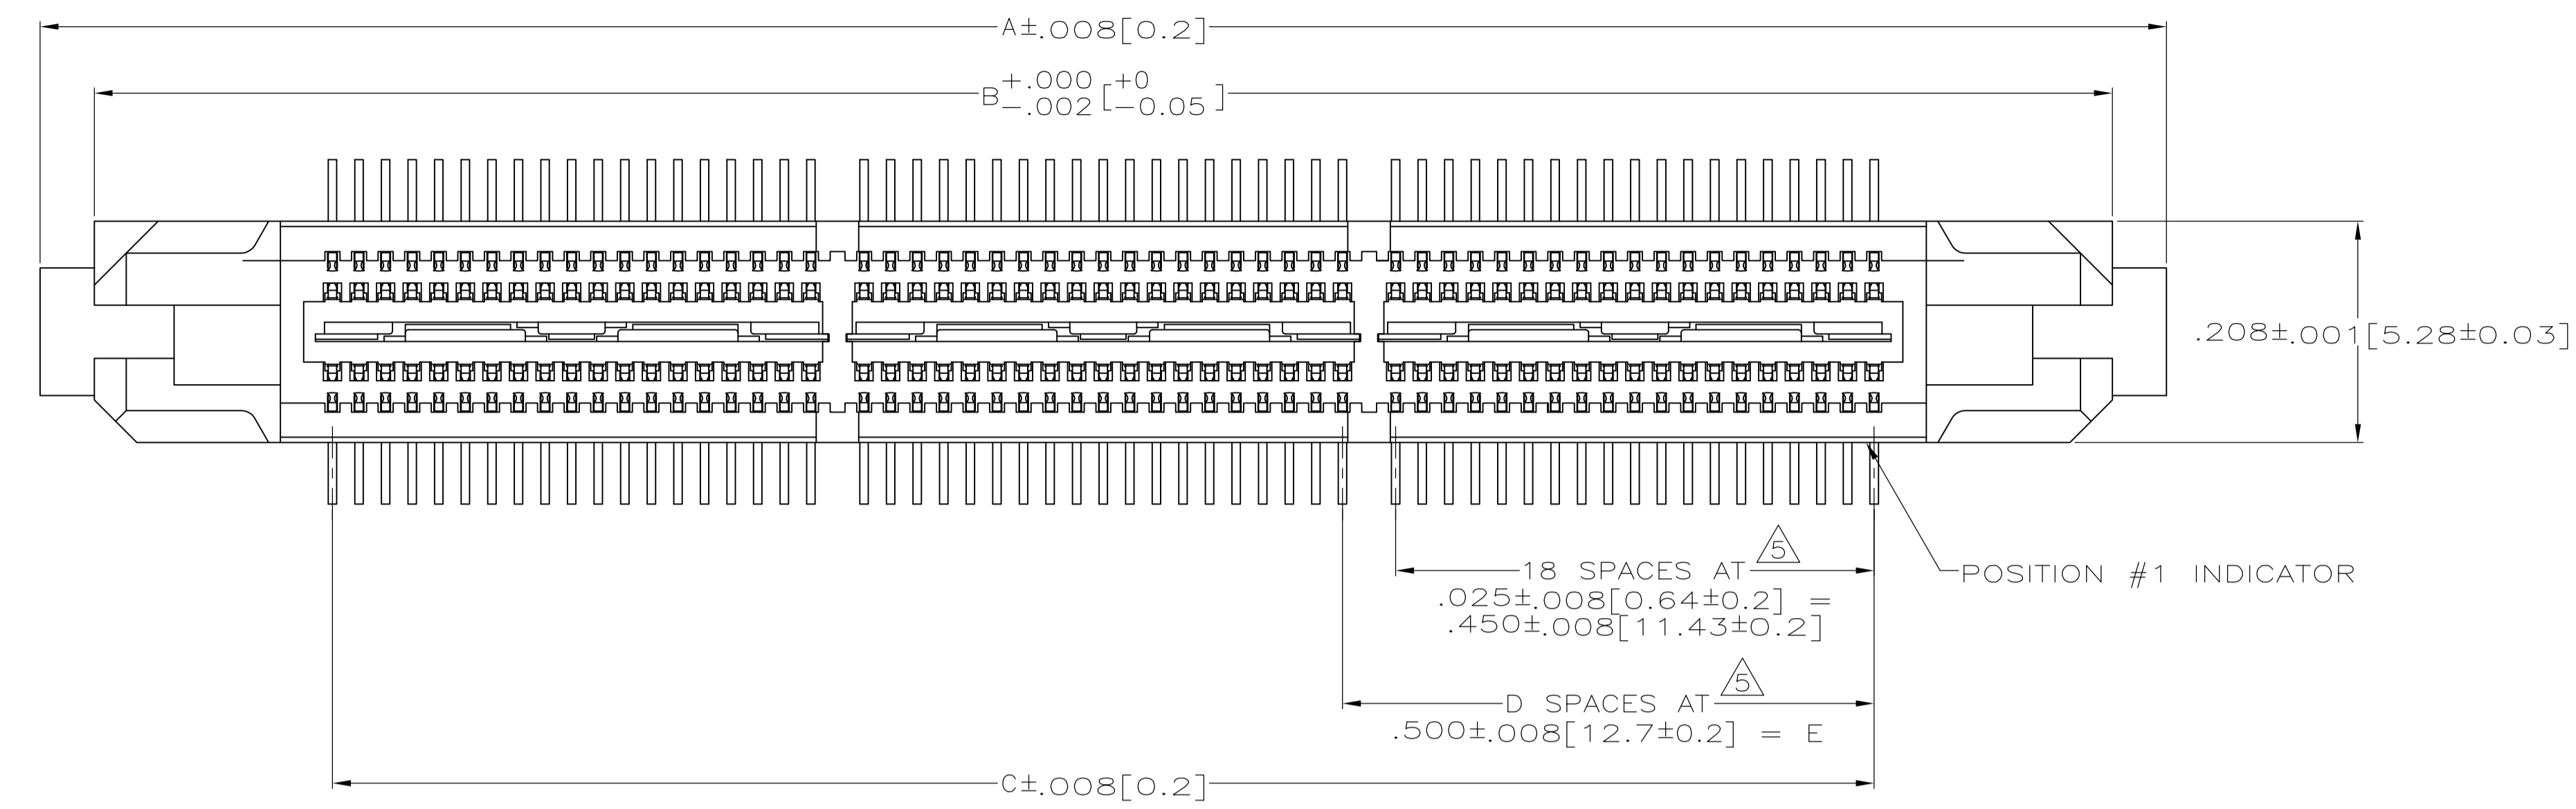 A±.008[0.2]
B+.000 -.002 [+0 -0.05]
.208±.001[5.28±0.03]
5
18 SPACES AT
.025±.008[0.64±0.2] =
.450±.008[11.43±0.2]
POSITION #1 INDICATOR
5
D SPACES AT
.500±.008[12.7±0.2] = E
C±.008[0.2]